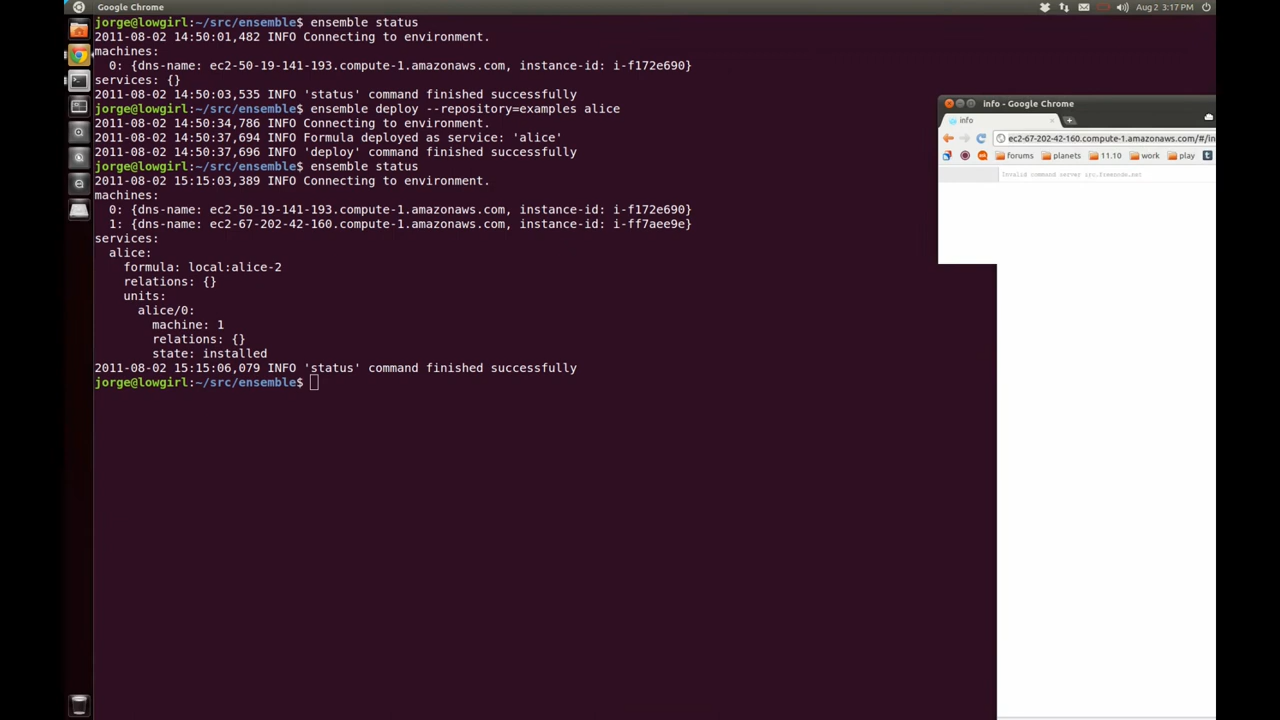 Google Chrome
Aug 2 3:17 PM
jorge@lowgirl:~/src/ensemble$ ensemble status
2011-08-02 14:50:01,482 INFO Connecting to environment.
machines:
  0: {dns-name: ec2-50-19-141-193.compute-1.amazonaws.com, instance-id: i-f172e690}
services: {}
2011-08-02 14:50:03,535 INFO 'status' command finished successfully
jorge@lowgirl:~/src/ensemble$ ensemble deploy --repository=examples alice
2011-08-02 14:50:34,786 INFO Connecting to environment.
2011-08-02 14:50:37,694 INFO Formula deployed as service: 'alice'
2011-08-02 14:50:37,697 INFO 'deploy' command finished successfully
jorge@lowgirl:~/src/ensemble$ ensemble status
2011-08-02 15:15:03,389 INFO Connecting to environment.
machines:
  0: {dns-name: ec2-50-19-141-193.compute-1.amazonaws.com, instance-id: i-f172e690}
  1: {dns-name: ec2-67-202-42-160.compute-1.amazonaws.com, instance-id: i-ff7aee9e}
services:
  alice:
    formula: local:alice-2
    relations: {}
    units:
      alice/0:
        machine: 1
        relations: {}
        state: installed
2011-08-02 15:15:06,079 INFO 'status' command finished successfully
jorge@lowgirl:~/src/ensemble$
info - Google Chrome
info
ec2-67-202-42-160.compute-1.amazonaws.com/#/in
forums planets 11.10 work play
Invalid command server irc.freenode.net